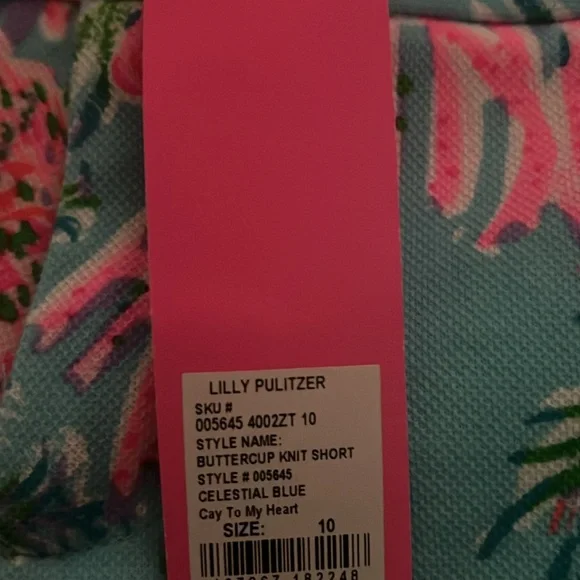 LILLY PULITZER
SKU #
005645 4002ZT 10
STYLE NAME:
BUTTERCUP KNIT SHORT
STYLE # 005645
CELESTIAL BLUE
Cay To My Heart
SIZE: 10
182248